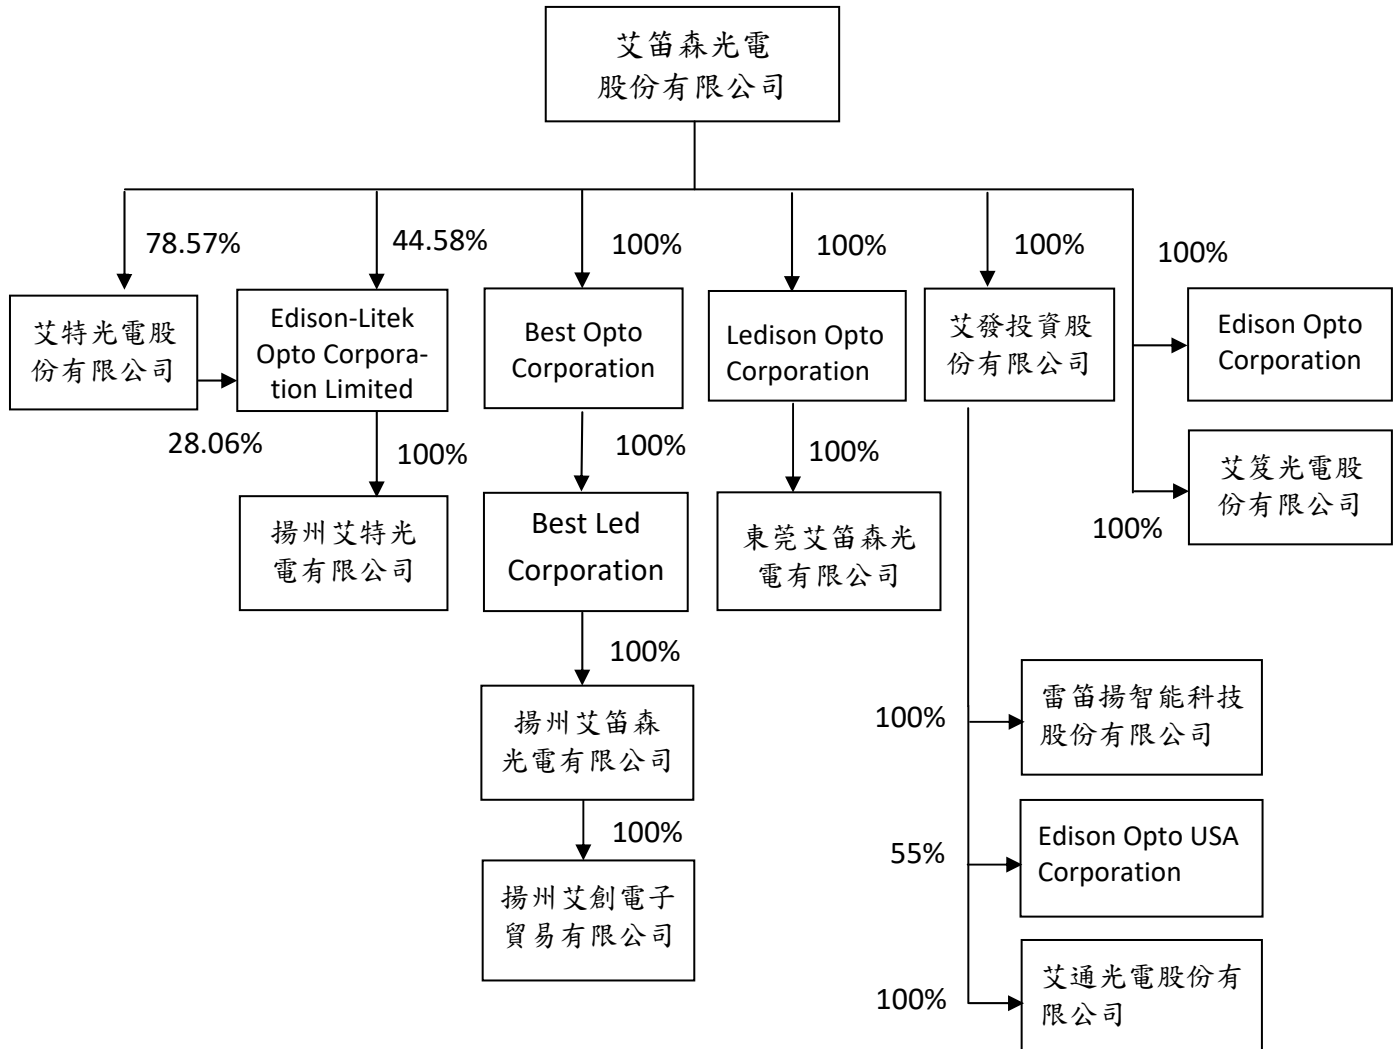 艾笛森光電
股份有限公司
78.57%
44.58%
100%
100%
100%
100%
艾特光電股
份有限公司
Edison-Litek
Opto Corpora-
tion Limited
Best Opto
Corporation
Ledison Opto
Corporation
艾發投資股
份有限公司
Edison Opto
Corporation
28.06%
100%
100%
100%
艾笈光電股
份有限公司
100%
揚州艾特光
電有限公司
Best Led
Corporation
東莞艾笛森光
電有限公司
100%
揚州艾笛森
光電有限公司
100%
雷笛揚智能科技
股份有限公司
100%
揚州艾創電子
貿易有限公司
55%
Edison Opto USA
Corporation
100%
艾通光電股份有
限公司